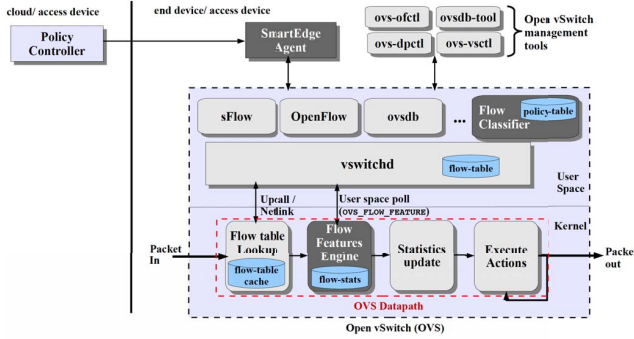 cloud/ access device
end device/ access device
Policy
Controller
SmartEdge
Agent
ovs-ofctl
ovsdb-tool
ovs-dpctl
ovs-vsctl
Open vSwitch
management
tools
sFlow
OpenFlow
ovsdb
...
Flow
Classifier
policy-table
vswitchd
flow-table
User
Space
Upcall /
Netlink
User space poll
(OVS_FLOW_FEATURE)
Kernel
Packet
In
Flow table
Lookup
flow-table
cache
Flow
Features
Engine
flow-stats
Statistics
update
Execute
Actions
Packe
out
OVS Datapath
Open vSwitch (OVS)